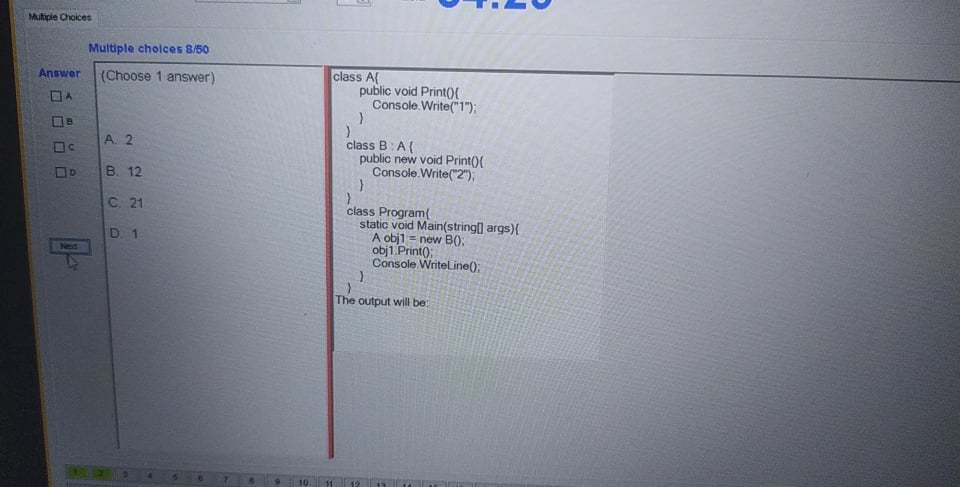 Multiple Choices
Multiple choices 8/50
Answer
A
B
C
D
Next
(Choose 1 answer)
A. 2
B. 12
C. 21
D. 1
class A{
public void Print(){
Console.Write("1");
}
}
class B : A {
public new void Print(){
Console.Write("2");
}
}
class Program{
static void Main(string[] args){
A obj1 = new B();
obj1.Print();
Console.WriteLine();
}
}
The output will be:
1 2 3 4 5 6 7 8 9 10 11 12 13